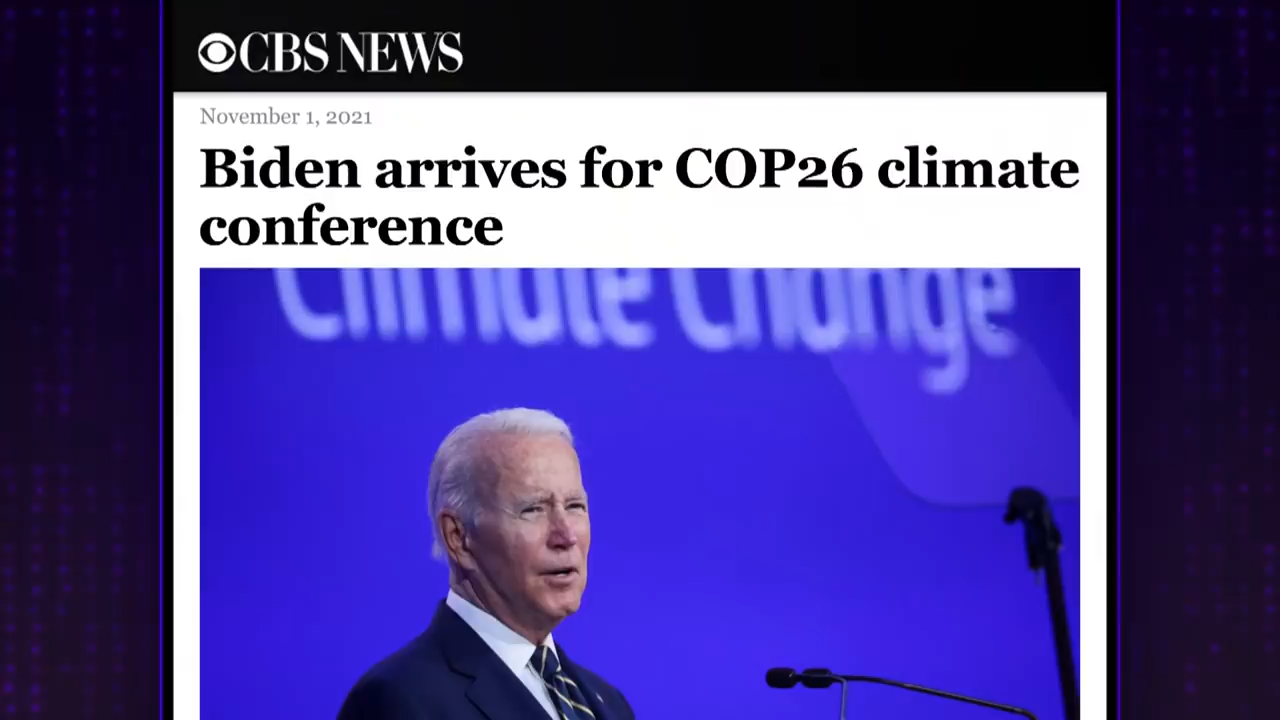 CBS NEWS
November 1, 2021
Biden arrives for COP26 climate
conference
Climate Change